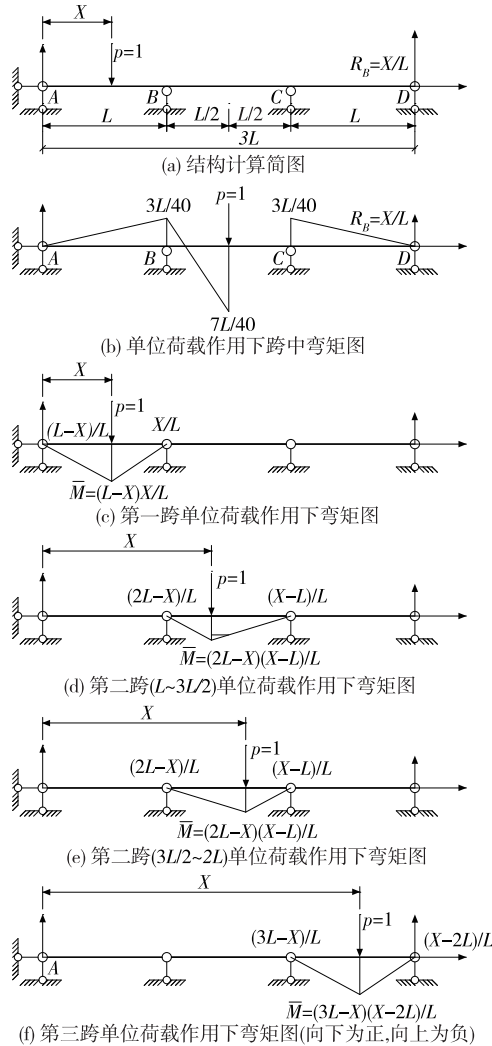 X
p=1
R_B=X/L
A B C D
L L/2 L/2 L
3L
(a) 结构计算简图
p=1
3L/40 3L/40
R_B=X/L
A B C D
7L/40
(b) 单位荷载作用下跨中弯矩图
X
p=1
(L-X)/L X/L
M̄=(L-X)X/L
(c) 第一跨单位荷载作用下弯矩图
X
p=1
(2L-X)/L (X-L)/L
M̄=(2L-X)(X-L)/L
(d) 第二跨(L~3L/2)单位荷载作用下弯矩图
X
p=1
(2L-X)/L (X-L)/L
M̄=(2L-X)(X-L)/L
(e) 第二跨(3L/2~2L)单位荷载作用下弯矩图
X
p=1
(3L-X)/L (X-2L)/L
A
M̄=(3L-X)(X-2L)/L
(f) 第三跨单位荷载作用下弯矩图(向下为正,向上为负)